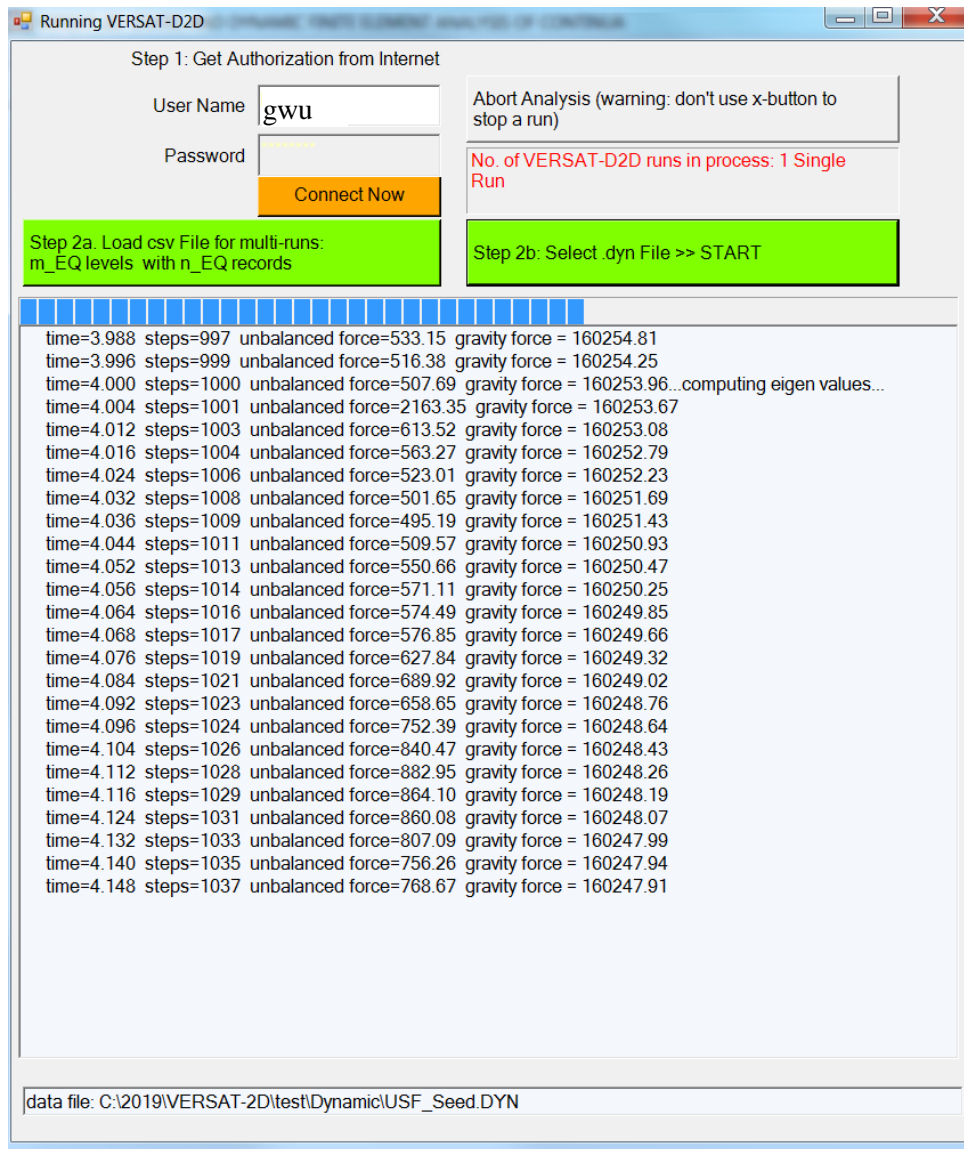 Running VERSAT-D2D
Step 1: Get Authorization from Internet
User Name
gwu
Password
********
Connect Now
Abort Analysis (warning: don't use x-button to
stop a run)
No. of VERSAT-D2D runs in process: 1 Single
Run
Step 2a. Load csv File for multi-runs:
m_EQ levels with n_EQ records
Step 2b: Select .dyn File >> START
time=3.988 steps=997 unbalanced force=533.15 gravity force = 160254.81
time=3.996 steps=999 unbalanced force=516.38 gravity force = 160254.25
time=4.000 steps=1000 unbalanced force=507.69 gravity force = 160253.96...computing eigen values...
time=4.004 steps=1001 unbalanced force=2163.35 gravity force = 160253.67
time=4.012 steps=1003 unbalanced force=613.52 gravity force = 160253.08
time=4.016 steps=1004 unbalanced force=563.27 gravity force = 160252.79
time=4.024 steps=1006 unbalanced force=523.01 gravity force = 160252.23
time=4.032 steps=1008 unbalanced force=501.65 gravity force = 160251.69
time=4.036 steps=1009 unbalanced force=495.19 gravity force = 160251.43
time=4.044 steps=1011 unbalanced force=509.57 gravity force = 160250.93
time=4.052 steps=1013 unbalanced force=550.66 gravity force = 160250.47
time=4.056 steps=1014 unbalanced force=571.11 gravity force = 160250.25
time=4.064 steps=1016 unbalanced force=574.49 gravity force = 160249.85
time=4.068 steps=1017 unbalanced force=576.85 gravity force = 160249.66
time=4.076 steps=1019 unbalanced force=627.84 gravity force = 160249.32
time=4.084 steps=1021 unbalanced force=689.92 gravity force = 160249.02
time=4.092 steps=1023 unbalanced force=658.65 gravity force = 160248.76
time=4.096 steps=1024 unbalanced force=752.39 gravity force = 160248.64
time=4.104 steps=1026 unbalanced force=840.47 gravity force = 160248.43
time=4.112 steps=1028 unbalanced force=882.95 gravity force = 160248.26
time=4.116 steps=1029 unbalanced force=864.10 gravity force = 160248.19
time=4.124 steps=1031 unbalanced force=860.08 gravity force = 160248.07
time=4.132 steps=1033 unbalanced force=807.09 gravity force = 160247.99
time=4.140 steps=1035 unbalanced force=756.26 gravity force = 160247.94
time=4.148 steps=1037 unbalanced force=768.67 gravity force = 160247.91
data file: C:\2019\VERSAT-2D\test\Dynamic\USF_Seed.DYN